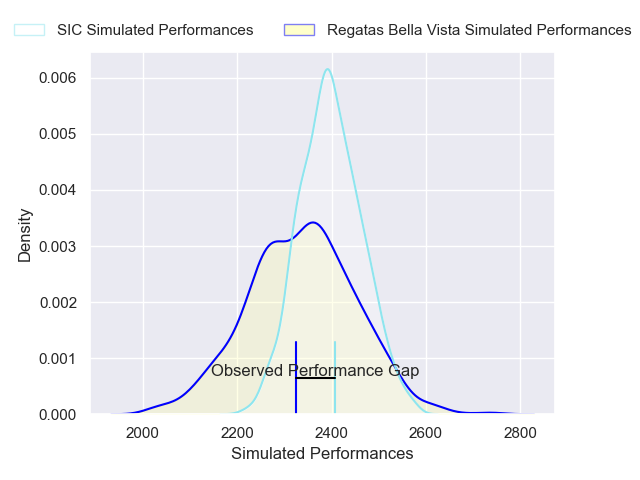 SIC Simulated Performances
Regatas Bella Vista Simulated Performances
0.006
0.005
0.004
0.003
0.002
0.001
0.000
Density
Observed Performance Gap
2000
2200
2400
2600
2800
Simulated Performances